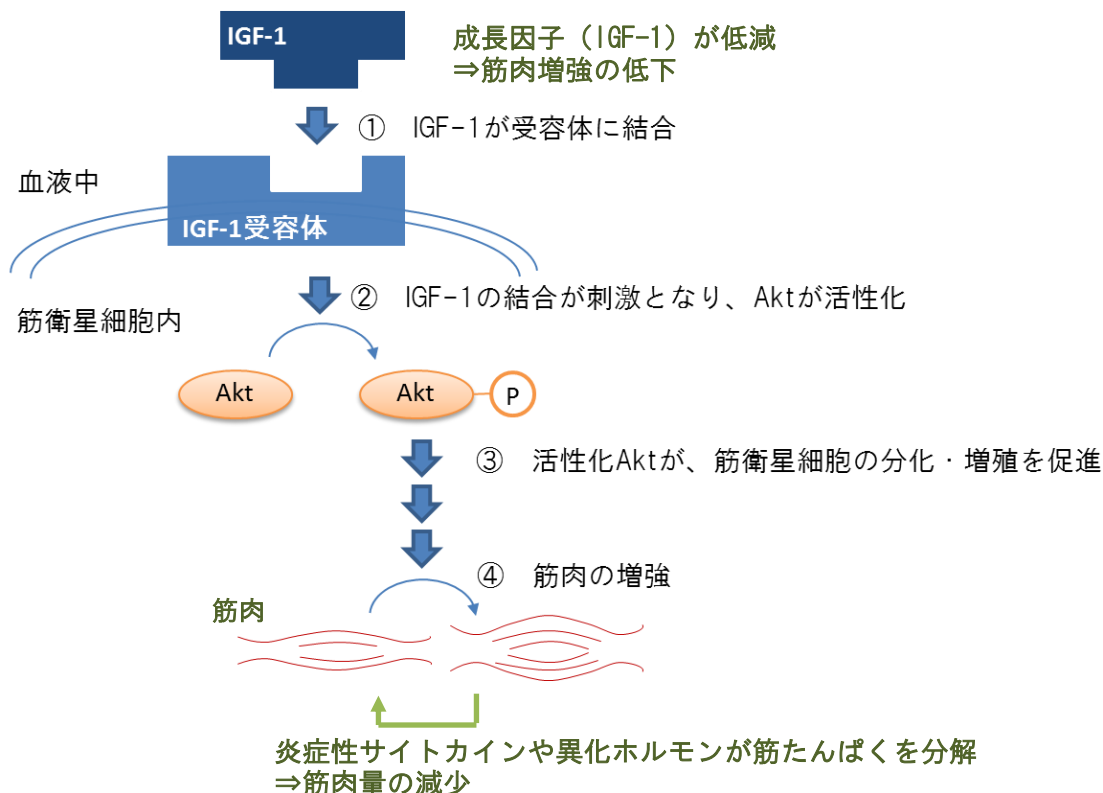 IGF-1
成長因子（IGF-1）が低減
⇒筋肉増強の低下
① IGF-1が受容体に結合
血液中
IGF-1受容体
② IGF-1の結合が刺激となり、Aktが活性化
筋衛星細胞内
Akt
Akt
P
③ 活性化Aktが、筋衛星細胞の分化・増殖を促進
④ 筋肉の増強
筋肉
炎症性サイトカインや異化ホルモンが筋たんぱくを分解
⇒筋肉量の減少